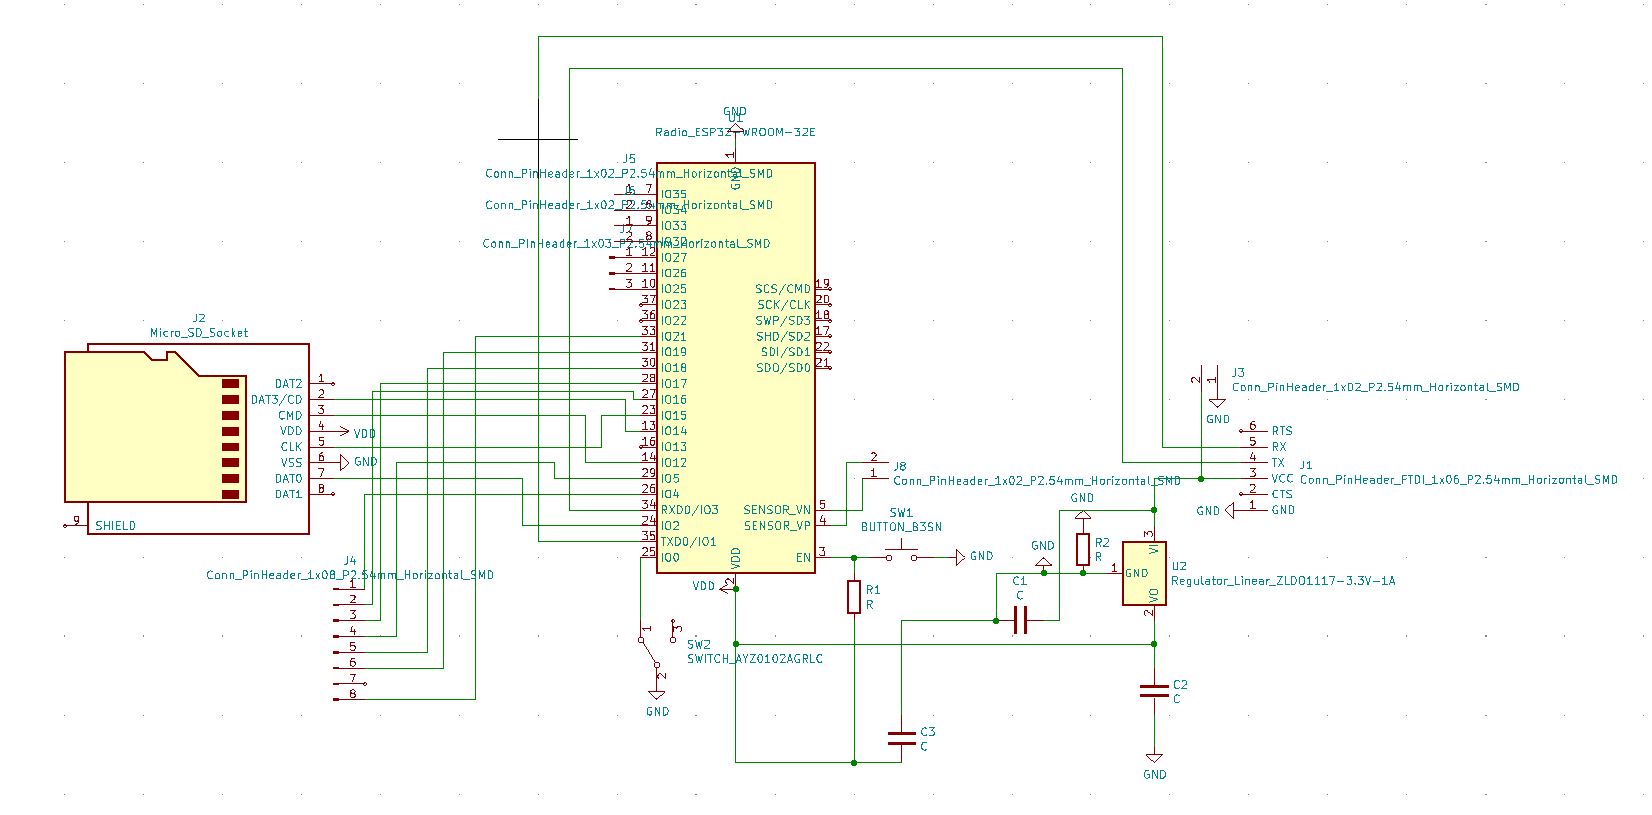 GND
U1
Radio_ESP32-WROOM-32E
1
GND
J5
Conn_PinHeader_1x02_P2.54mm_Horizontal_SMD
1 7 IO35
J6
Conn_PinHeader_1x02_P2.54mm_Horizontal_SMD
2 6 IO34
1 9 IO33
J7
2 8 IO32
Conn_PinHeader_1x03_P2.54mm_Horizontal_SMD
1 12 IO27
2 11 IO26
3 10 IO25
37 IO23
36 IO22
33 IO21
31 IO19
30 IO18
28 IO17
27 IO16
23 IO15
13 IO14
16 IO13
14 IO12
29 IO5
26 IO4
34 RXD0/IO3
24 IO2
35 TXD0/IO1
25 IO0
SCS/CMD 19
SCK/CLK 20
SWP/SD3 18
SHD/SD2 17
SDI/SD1 22
SDO/SD0 21
SENSOR_VN 5
SENSOR_VP 4
EN 3
VDD
2
VDD
J2
Micro_SD_Socket
DAT2 1
DAT3/CD 2
CMD 3
VDD 4 VDD
CLK 5
VSS 6 GND
DAT0 7
DAT1 8
9 SHIELD
J4
Conn_PinHeader_1x08_P2.54mm_Horizontal_SMD
1
2
3
4
5
6
7
8
1
3
SW2
SWITCH_AYZ0102AGRLC
2
GND
2
1
J8
Conn_PinHeader_1x02_P2.54mm_Horizontal_SMD
SW1
BUTTON_B3SN
GND
R1
R
C3
C
GND
C1
C
GND
R2
R
3
VI
1 GND
U2
Regulator_Linear_ZLDO1117-3.3V-1A
VO
2
C2
C
GND
2
1
J3
Conn_PinHeader_1x02_P2.54mm_Horizontal_SMD
GND
6 RTS
5 RX
4 TX
3 VCC
2 CTS
GND 1 GND
J1
Conn_PinHeader_FTDI_1x06_P2.54mm_Horizontal_SMD